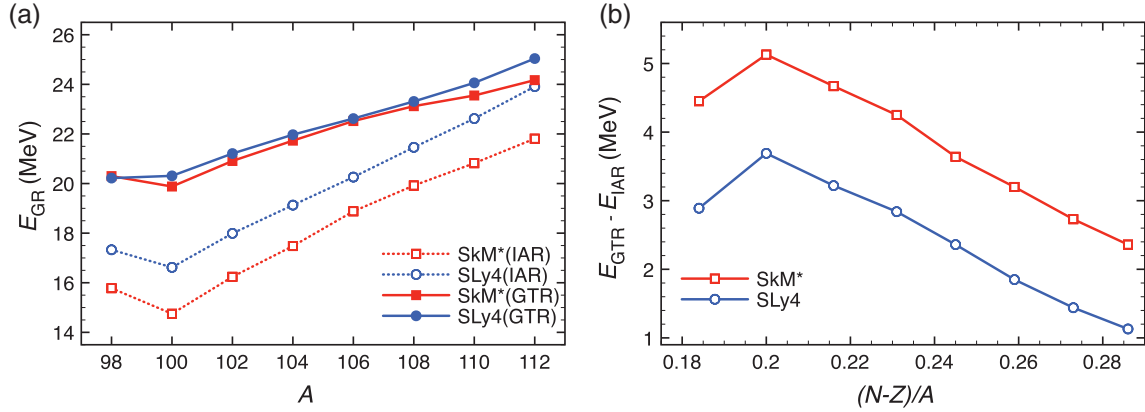 (a)
26
24
22
20
18
16
14
E_GR (MeV)
98 100 102 104 106 108 110 112
A
SkM*(IAR)
SLy4(IAR)
SkM*(GTR)
SLy4(GTR)
(b)
5
4
3
2
1
E_GTR - E_IAR (MeV)
0.18 0.2 0.22 0.24 0.26 0.28
(N-Z)/A
SkM*
SLy4